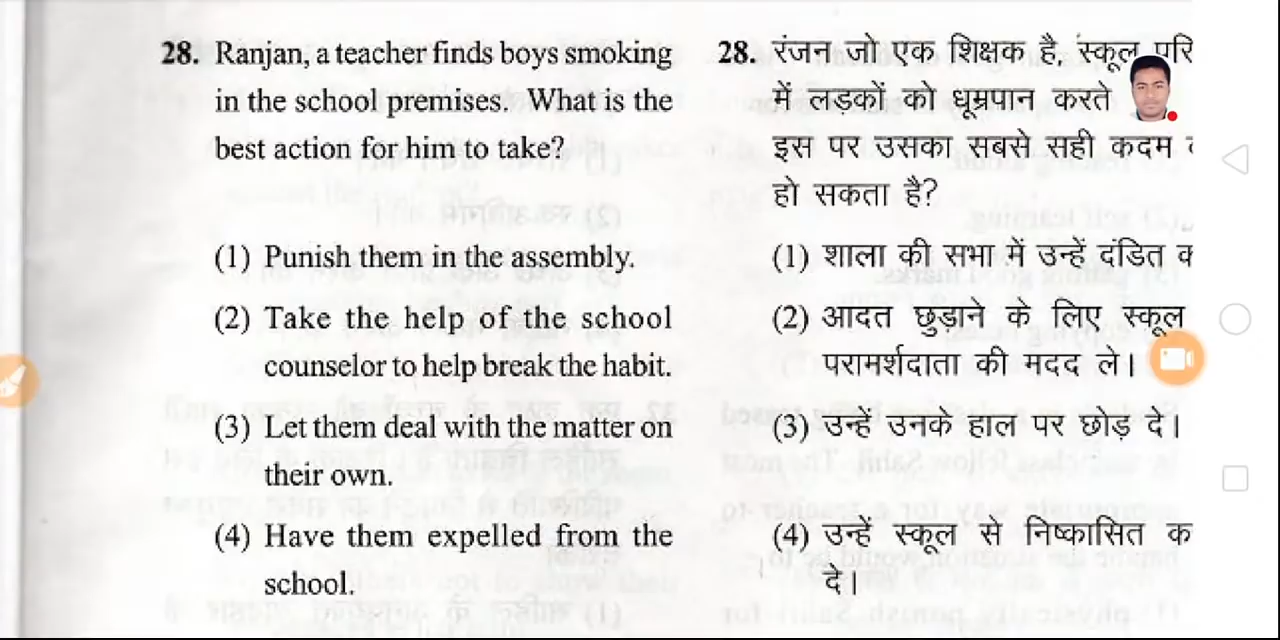 28. Ranjan, a teacher finds boys smoking
in the school premises. What is the
best action for him to take?
(1) Punish them in the assembly.
(2) Take the help of the school
counselor to help break the habit.
(3) Let them deal with the matter on
their own.
(4) Have them expelled from the
school.
28. रंजन जो एक शिक्षक है, स्कूल परि
में लड़कों को धूम्रपान करते
इस पर उसका सबसे सही कदम
हो सकता है?
(1) शाला की सभा में उन्हें दंडित क
(2) आदत छुड़ाने के लिए स्कूल
परामर्शदाता की मदद ले।
(3) उन्हें उनके हाल पर छोड़ दे।
(4) उन्हें स्कूल से निष्कासित क
दे।